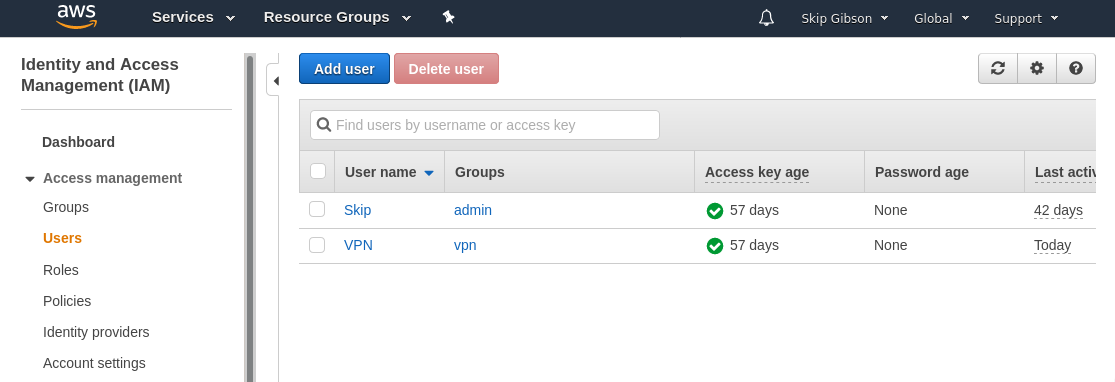 aws
Services Resource Groups Skip Gibson Global Support
Identity and Access
Management (IAM)
Dashboard
Access management
Groups
Users
Roles
Policies
Identity providers
Account settings
Add user Delete user
Find users by username or access key
User name Groups Access key age Password age Last activ
Skip admin 57 days None 42 days
VPN vpn 57 days None Today